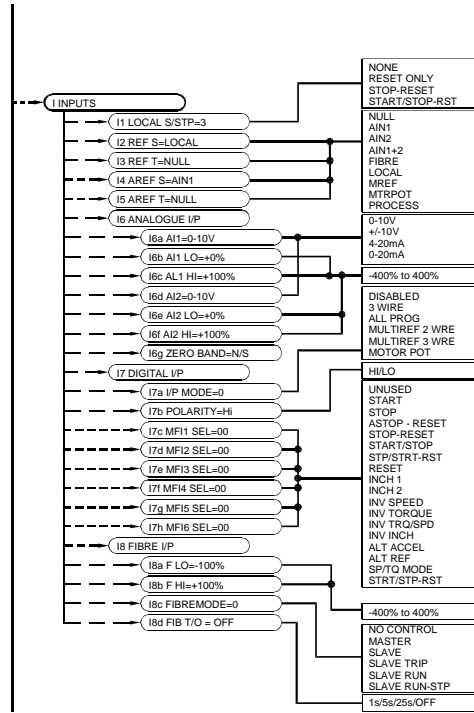 I INPUTS
I1 LOCAL S/STP=3
I2 REF S=LOCAL
I3 REF T=NULL
I4 AREF S=AIN1
I5 AREF T=NULL
I6 ANALOGUE I/P
I6a AI1=0-10V
I6b AI1 LO=+0%
I6c AL1 HI=+100%
I6d AI2=0-10V
I6e AI2 LO=+0%
I6f AI2 HI=+100%
I6g ZERO BAND=N/S
I7 DIGITAL I/P
I7a I/P MODE=0
I7b POLARITY=Hi
I7c MFI1 SEL=00
I7d MFI2 SEL=00
I7e MFI3 SEL=00
I7f MFI4 SEL=00
I7g MFI5 SEL=00
I7h MFI6 SEL=00
I8 FIBRE I/P
I8a F LO=-100%
I8b F HI=+100%
I8c FIBREMODE=0
I8d FIB T/O = OFF
NONE
RESET ONLY
STOP-RESET
START/STOP-RST
NULL
AIN1
AIN2
AIN1+2
FIBRE
LOCAL
MREF
MTRPOT
PROCESS
0-10V
+/-10V
4-20mA
0-20mA
-400% to 400%
DISABLED
3 WIRE
ALL PROG
MULTIREF 2 WRE
MULTIREF 3 WRE
MOTOR POT
HI/LO
UNUSED
START
STOP
ASTOP - RESET
STOP-RESET
START/STOP
STP/STRT-RST
RESET
INCH 1
INCH 2
INV SPEED
INV TORQUE
INV TRQ/SPD
INV INCH
ALT ACCEL
ALT REF
SP/TQ MODE
STRT/STP-RST
-400% to 400%
NO CONTROL
MASTER
SLAVE
SLAVE TRIP
SLAVE RUN
SLAVE RUN-STP
1s/5s/25s/OFF